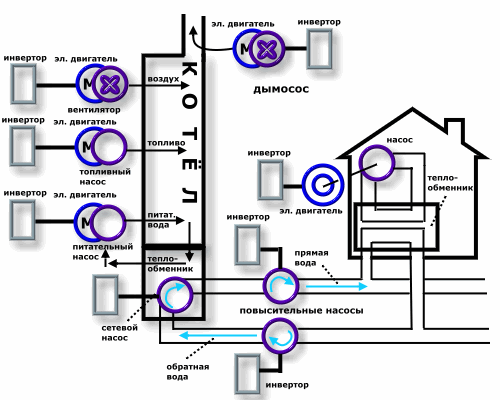 эл. двигатель
инвертор
М
дымосос
инвертор
эл. двигатель
М
воздух
вентилятор
инвертор
эл. двигатель
М
топливо
топливный
насос
инвертор
эл. двигатель
М
питат.
вода
питательный
насос
КОТЁЛ
тепло-
обменник
сетевой
насос
инвертор
эл. двигатель
насос
тепло-
обменник
инвертор
прямая
вода
повысительные насосы
обратная
вода
инвертор